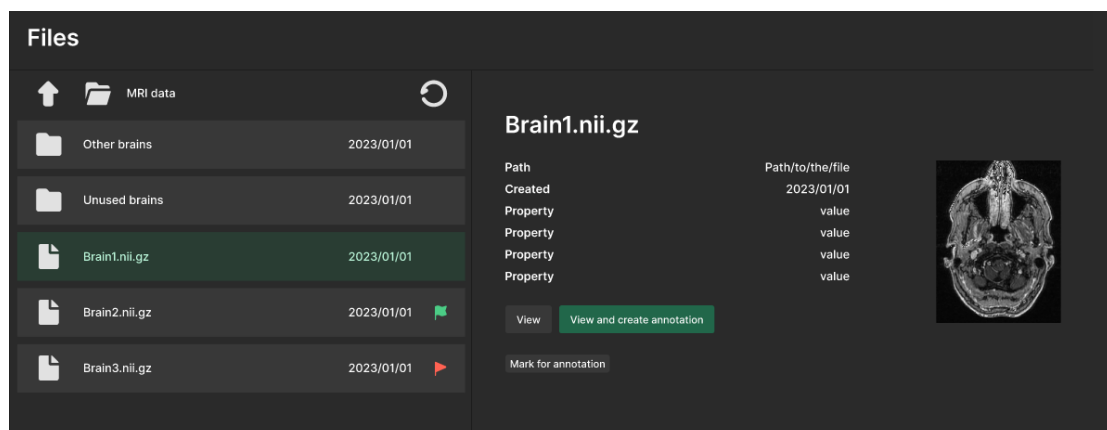 Files
MRI data
Other brains 2023/01/01
Unused brains 2023/01/01
Brain1.nii.gz 2023/01/01
Brain2.nii.gz 2023/01/01
Brain3.nii.gz 2023/01/01
Brain1.nii.gz
Path Path/to/the/file
Created 2023/01/01
Property value
Property value
Property value
Property value
View View and create annotation
Mark for annotation